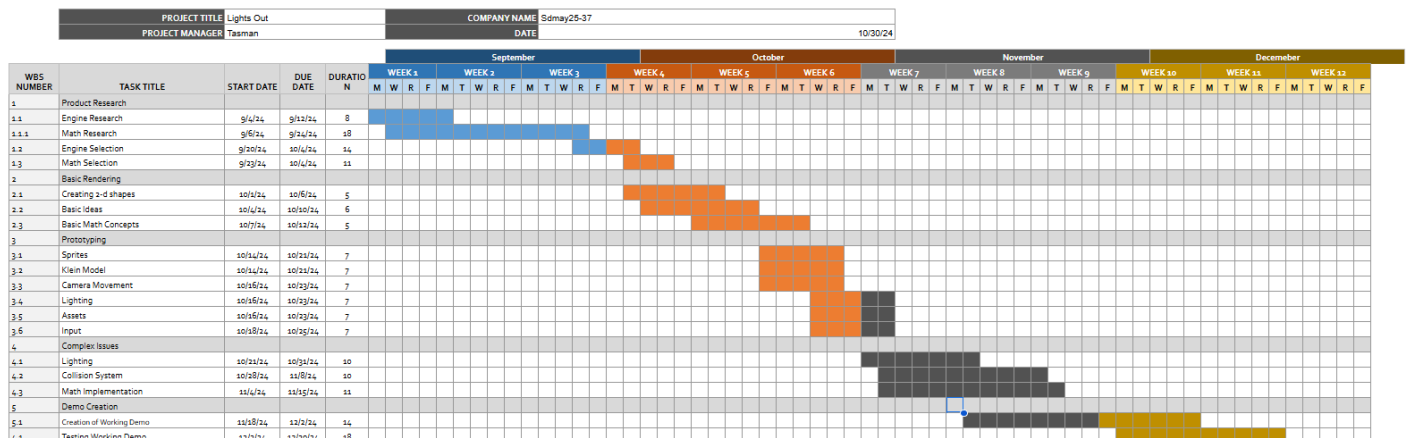 PROJECT TITLE Lights Out COMPANY NAME Sdmay25-37
PROJECT MANAGER Tasman DATE 10/30/24
September October November Decemeber
WBS NUMBER TASK TITLE START DATE DUE DATE DURATIO N WEEK 1 WEEK 2 WEEK 3 WEEK 4 WEEK 5 WEEK 6 WEEK 7 WEEK 8 WEEK 9 WEEK 10 WEEK 11 WEEK 12
M W R F M T W R F M T W R F M T W R F M T W R F M T W R F M T W R F M T W R F M T W R F M T W R F M T W R F M T W R F
1 Product Research
1.1 Engine Research 9/4/24 9/12/24 8
1.1.1 Math Research 9/6/24 9/24/24 18
1.2 Engine Selection 9/20/24 10/4/24 14
1.3 Math Selection 9/23/24 10/4/24 11
2 Basic Rendering
2.1 Creating 2-d shapes 10/1/24 10/6/24 5
2.2 Basic Ideas 10/4/24 10/10/24 6
2.3 Basic Math Concepts 10/7/24 10/12/24 5
3 Prototyping
3.1 Sprites 10/14/24 10/21/24 7
3.2 Klein Model 10/14/24 10/21/24 7
3.3 Camera Movement 10/16/24 10/23/24 7
3.4 Lighting 10/16/24 10/23/24 7
3.5 Assets 10/16/24 10/23/24 7
3.6 Input 10/18/24 10/25/24 7
4 Complex Issues
4.1 Lighting 10/21/24 10/31/24 10
4.2 Collision System 10/28/24 11/8/24 10
4.3 Math Implementation 11/4/24 11/15/24 11
5 Demo Creation
5.1 Creation of Working Demo 11/18/24 12/2/24 14
Testing Working Demo 12/2/24 12/20/24 18